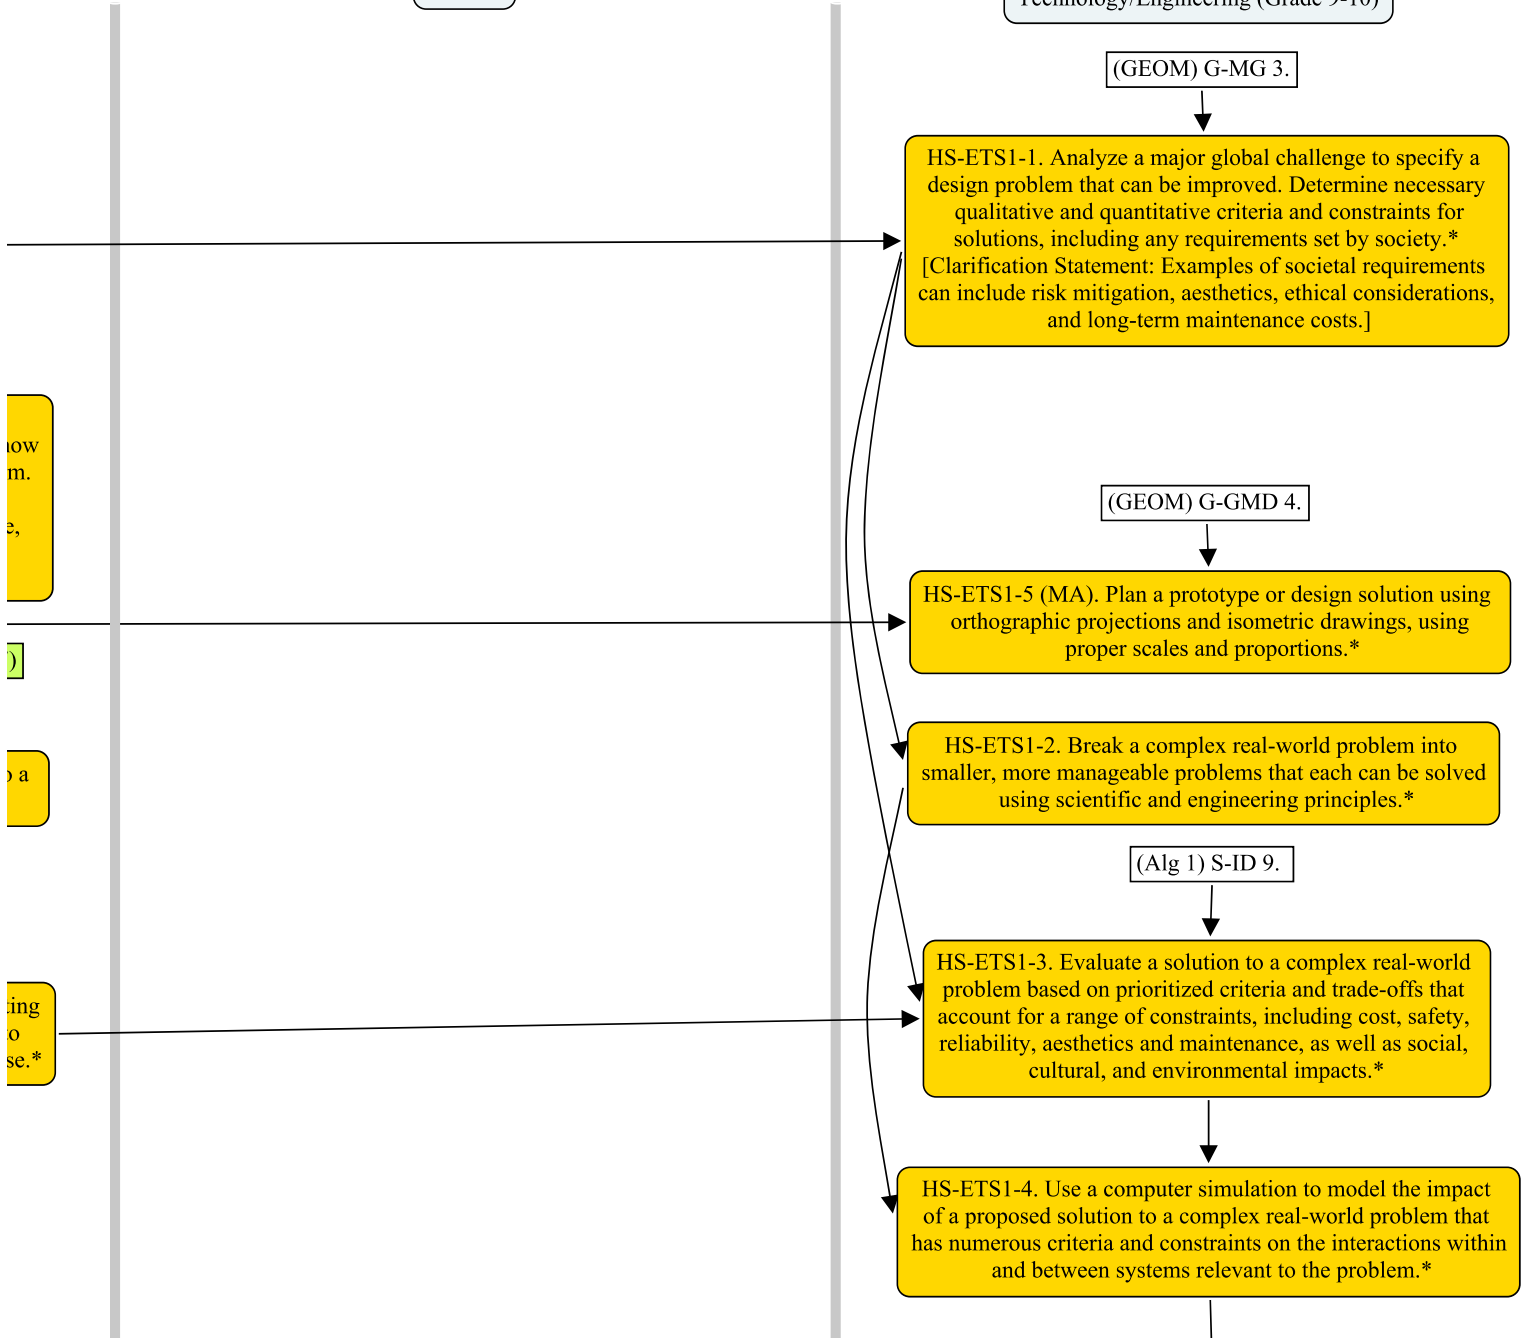 Technology/Engineering (Grade 9-10)
(GEOM) G-MG 3.
HS-ETS1-1. Analyze a major global challenge to specify a
design problem that can be improved. Determine necessary
qualitative and quantitative criteria and constraints for
solutions, including any requirements set by society.*
[Clarification Statement: Examples of societal requirements
can include risk mitigation, aesthetics, ethical considerations,
and long-term maintenance costs.]
m.
e,
(GEOM) G-GMD 4.
HS-ETS1-5 (MA). Plan a prototype or design solution using
orthographic projections and isometric drawings, using
proper scales and proportions.*
)
HS-ETS1-2. Break a complex real-world problem into
smaller, more manageable problems that each can be solved
using scientific and engineering principles.*
a
(Alg 1) S-ID 9.
HS-ETS1-3. Evaluate a solution to a complex real-world
problem based on prioritized criteria and trade-offs that
account for a range of constraints, including cost, safety,
reliability, aesthetics and maintenance, as well as social,
cultural, and environmental impacts.*
ting
to
se.*
HS-ETS1-4. Use a computer simulation to model the impact
of a proposed solution to a complex real-world problem that
has numerous criteria and constraints on the interactions within
and between systems relevant to the problem.*